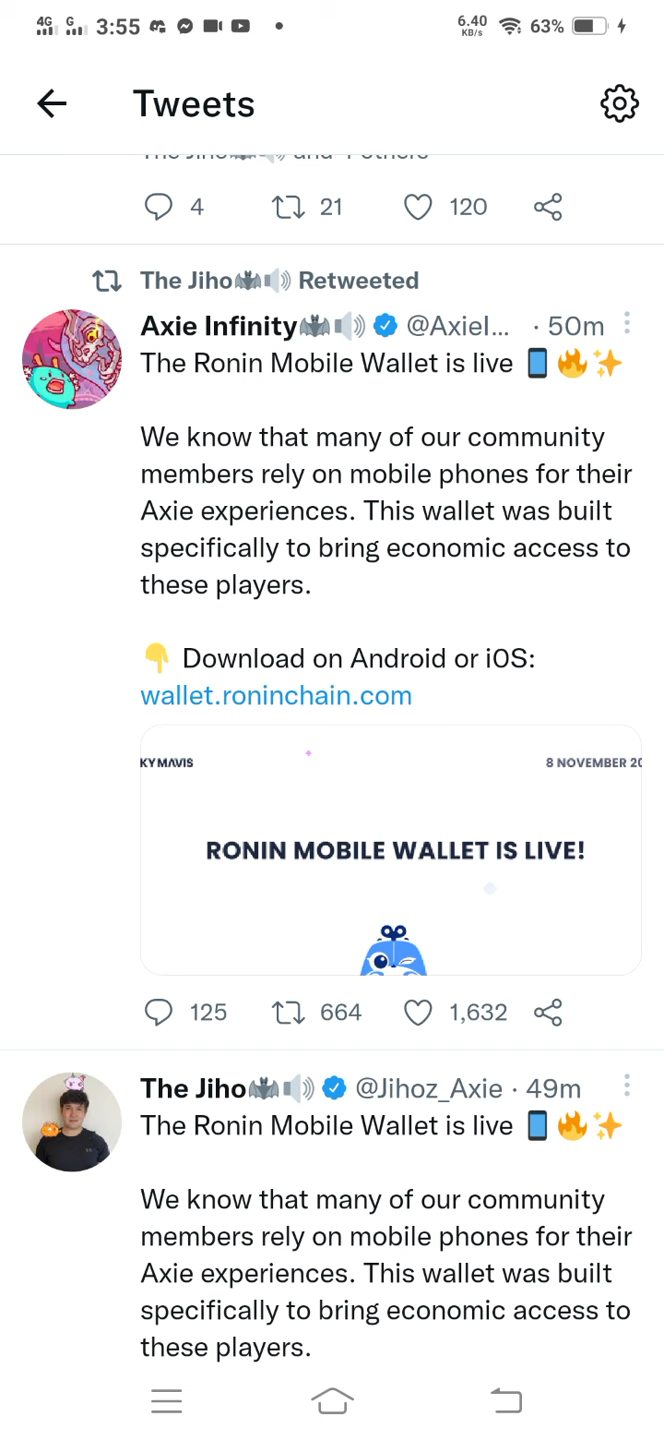 4G G 3:55 6.40 KB/s 63%
Tweets
4 21 120
The Jiho Retweeted
Axie Infinity @AxieI... · 50m
The Ronin Mobile Wallet is live
We know that many of our community
members rely on mobile phones for their
Axie experiences. This wallet was built
specifically to bring economic access to
these players.
Download on Android or iOS:
wallet.roninchain.com
KY MAVIS 8 NOVEMBER 20
RONIN MOBILE WALLET IS LIVE!
125 664 1,632
The Jiho @Jihoz_Axie · 49m
The Ronin Mobile Wallet is live
We know that many of our community
members rely on mobile phones for their
Axie experiences. This wallet was built
specifically to bring economic access to
these players.